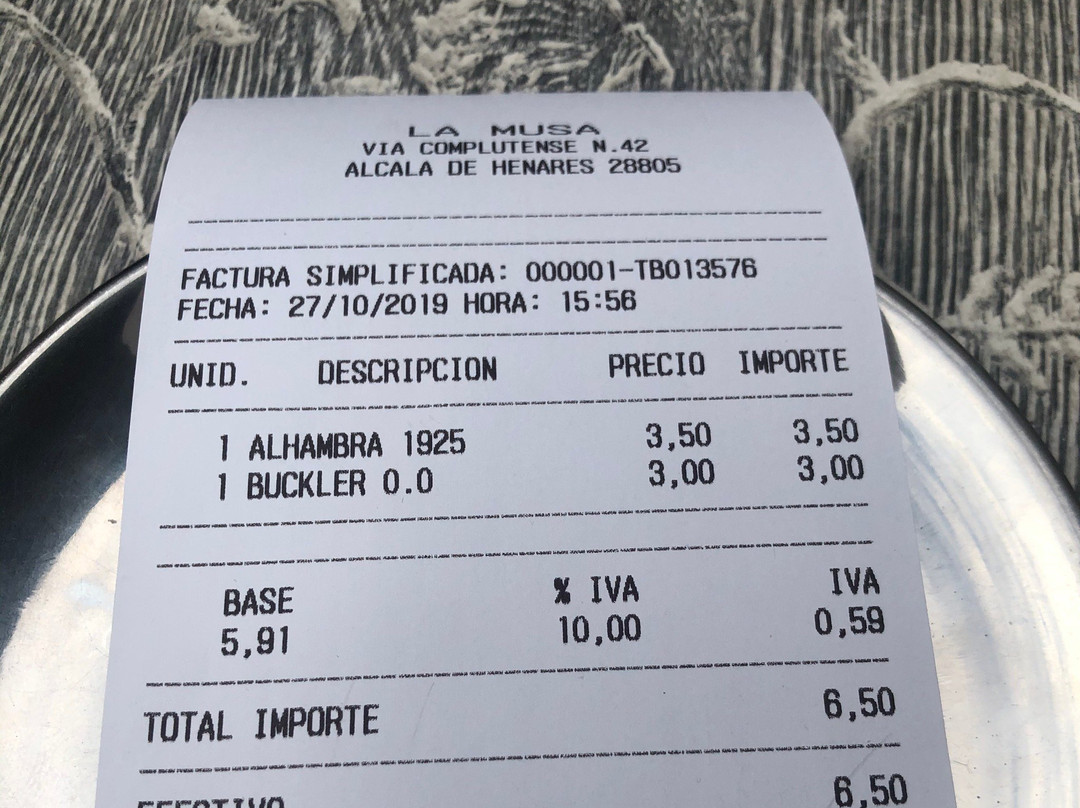 LA MUSA
VIA COMPLUTENSE N.42
ALCALA DE HENARES 28805
FACTURA SIMPLIFICADA: 000001-TB013576
FECHA: 27/10/2019 HORA: 15:56
UNID. DESCRIPCION PRECIO IMPORTE
1 ALHAMBRA 1925 3,50 3,50
1 BUCKLER 0.0 3,00 3,00
BASE % IVA IVA
5,91 10,00 0,59
TOTAL IMPORTE 6,50
EFECTIVO 6,50